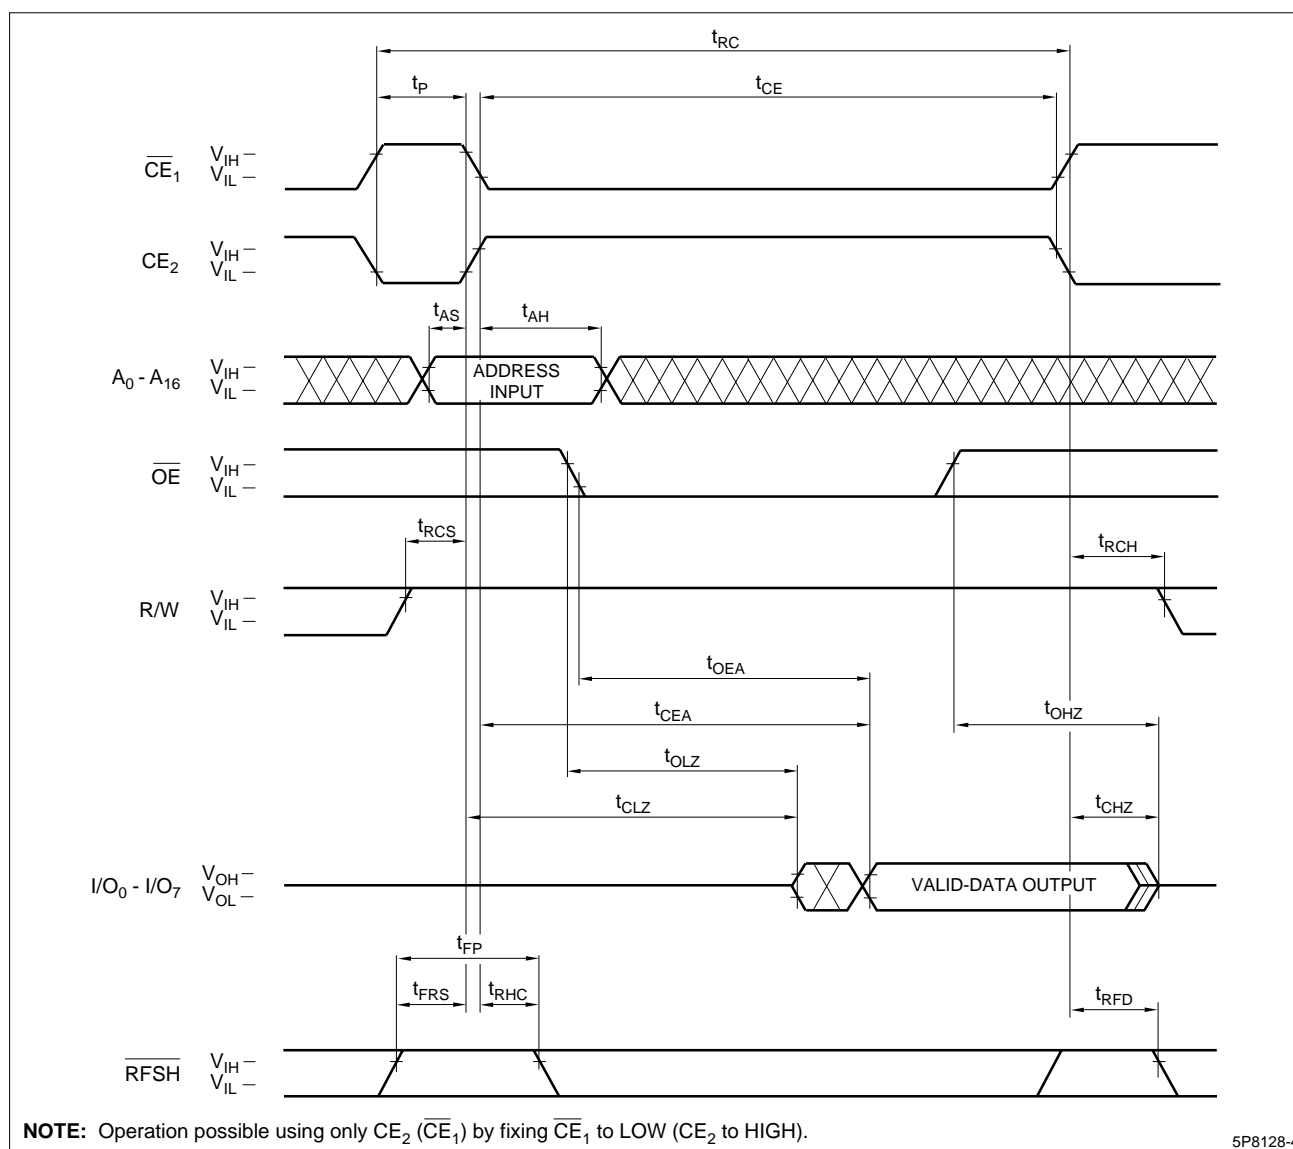 tRC
tP
tCE
CE1 VIH
VIL
CE2 VIH
VIL
tAS tAH
A0 - A16 VIH
VIL
ADDRESS
INPUT
OE VIH
VIL
tRCS
tRCH
R/W VIH
VIL
tOEA
tCEA
tOHZ
tOLZ
tCLZ
tCHZ
I/O0 - I/O7 VOH
VOL
VALID-DATA OUTPUT
tFP
tFRS tRHC
tRFD
RFSH VIH
VIL
NOTE: Operation possible using only CE2 (CE1) by fixing CE1 to LOW (CE2 to HIGH).